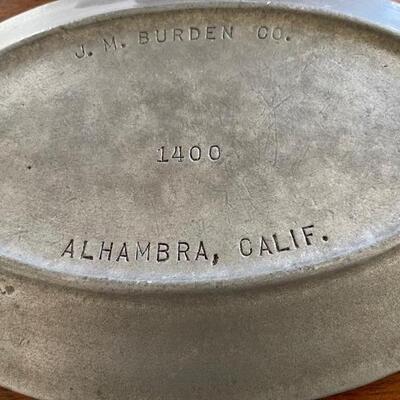 J. M. BURDEN CO.
1400
ALHAMBRA, CALIF.